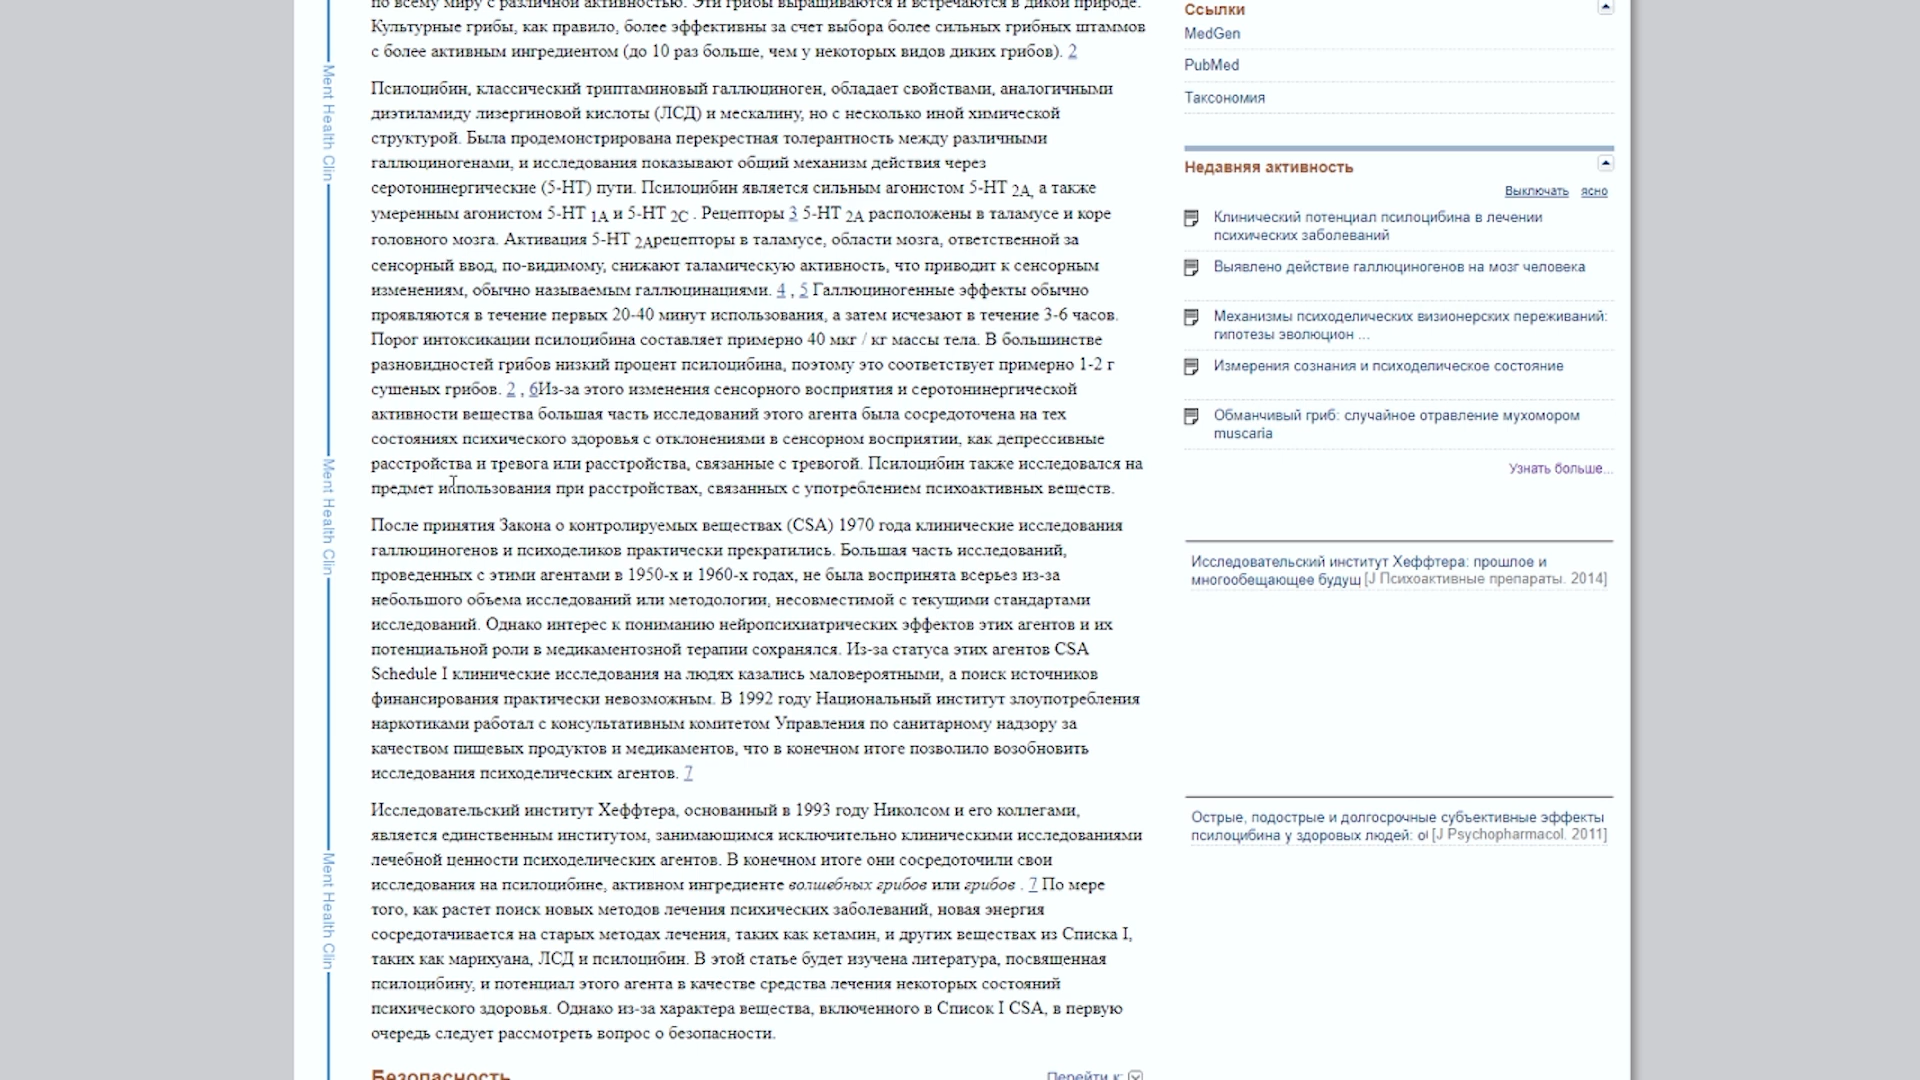 по всему миру с различной активностью. Эти грибы выращиваются и встречаются в дикой природе.
Культурные грибы, как правило, более эффективны за счет выбора более сильных грибных штаммов
с более активным ингредиентом (до 10 раз больше, чем у некоторых видов диких грибов). 2
Псилоцибин, классический триптаминовый галлюциноген, обладает свойствами, аналогичными
диэтиламиду лизергиновой кислоты (ЛСД) и мескалину, но с несколько иной химической
структурой. Была продемонстрирована перекрестная толерантность между различными
галлюциногенами, и исследования показывают общий механизм действия через
серотонинергические (5-HT) пути. Псилоцибин является сильным агонистом 5-HT 2A, а также
умеренным агонистом 5-HT 1A и 5-HT 2C . Рецепторы 3 5-HT 2A расположены в таламусе и коре
головного мозга. Активация 5-HT 2Aрецепторы в таламусе, области мозга, ответственной за
сенсорный ввод, по-видимому, снижают таламическую активность, что приводит к сенсорным
изменениям, обычно называемым галлюцинациями. 4 , 5 Галлюциногенные эффекты обычно
проявляются в течение первых 20-40 минут использования, а затем исчезают в течение 3-6 часов.
Порог интоксикации псилоцибина составляет примерно 40 мкг / кг массы тела. В большинстве
разновидностей грибов низкий процент псилоцибина, поэтому это соответствует примерно 1-2 г
сушеных грибов. 2 , 6Из-за этого изменения сенсорного восприятия и серотонинергической
активности вещества большая часть исследований этого агента была сосредоточена на тех
состояниях психического здоровья с отклонениями в сенсорном восприятии, как депрессивные
расстройства и тревога или расстройства, связанные с тревогой. Псилоцибин также исследовался на
предмет использования при расстройствах, связанных с употреблением психоактивных веществ.
После принятия Закона о контролируемых веществах (CSA) 1970 года клинические исследования
галлюциногенов и психоделиков практически прекратились. Большая часть исследований,
проведенных с этими агентами в 1950-х и 1960-х годах, не была воспринята всерьез из-за
небольшого объема исследований или методологии, несовместимой с текущими стандартами
исследований. Однако интерес к пониманию нейропсихиатрических эффектов этих агентов и их
потенциальной роли в медикаментозной терапии сохранялся. Из-за статуса этих агентов CSA
Schedule I клинические исследования на людях казались маловероятными, а поиск источников
финансирования практически невозможным. В 1992 году Национальный институт злоупотребления
наркотиками работал с консультативным комитетом Управления по санитарному надзору за
качеством пищевых продуктов и медикаментов, что в конечном итоге позволило возобновить
исследования психоделических агентов. 7
Исследовательский институт Хеффтера, основанный в 1993 году Николсом и его коллегами,
является единственным институтом, занимающимся исключительно клиническими исследованиями
лечебной ценности психоделических агентов. В конечном итоге они сосредоточили свои
исследования на псилоцибине, активном ингредиенте волшебных грибов или грибов . 7 По мере
того, как растет поиск новых методов лечения психических заболеваний, новая энергия
сосредотачивается на старых методах лечения, таких как кетамин, и других веществах из Списка I,
таких как марихуана, ЛСД и псилоцибин. В этой статье будет изучена литература, посвященная
псилоцибину, и потенциал этого агента в качестве средства лечения некоторых состояний
психического здоровья. Однако из-за характера вещества, включенного в Список I CSA, в первую
очередь следует рассмотреть вопрос о безопасности.
Безопасность
Перейти к:
Ment Health Clin
Ment Health Clin
Ment Health Clin
Ссылки
MedGen
PubMed
Таксономия
Недавняя активность
Выключать ясно
Клинический потенциал псилоцибина в лечении
психических заболеваний
Выявлено действие галлюциногенов на мозг человека
Механизмы психоделических визионерских переживаний:
гипотезы эволюцион ...
Измерения сознания и психоделическое состояние
Обманчивый гриб: случайное отравление мухомором
muscaria
Узнать больше...
Исследовательский институт Хеффтера: прошлое и
многообещающее будущ [J Психоактивные препараты. 2014]
Острые, подострые и долгосрочные субъективные эффекты
псилоцибина у здоровых людей: о [J Psychopharmacol. 2011]